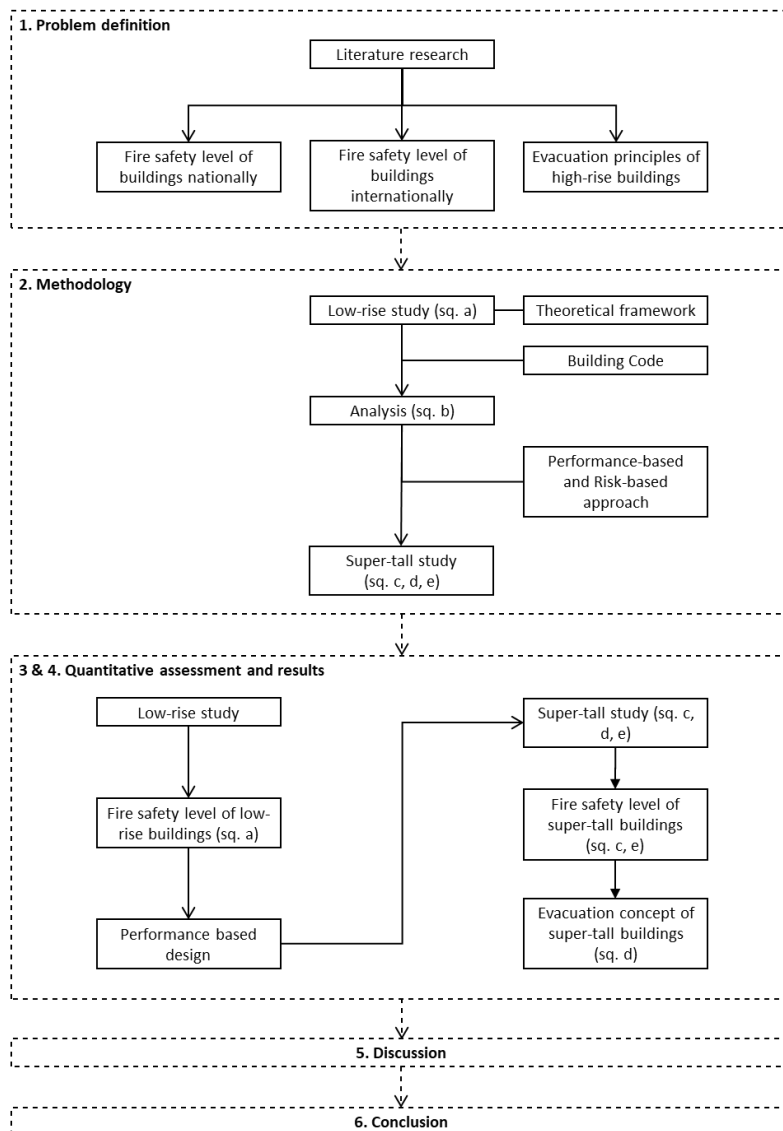 1. Problem definition
Literature research
Fire safety level of
buildings nationally
Fire safety level of
buildings
internationally
Evacuation principles of
high-rise buildings
2. Methodology
Low-rise study (sq. a)
Theoretical framework
Building Code
Analysis (sq. b)
Performance-based
and Risk-based
approach
Super-tall study
(sq. c, d, e)
3 & 4. Quantitative assessment and results
Low-rise study
Fire safety level of low-
rise buildings (sq. a)
Performance based
design
Super-tall study (sq. c,
d, e)
Fire safety level of
super-tall buildings
(sq. c, e)
Evacuation concept of
super-tall buildings
(sq. d)
5. Discussion
6. Conclusion